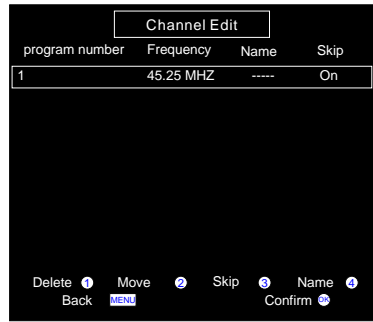 Channel Edit
program number Frequency Name Skip
1 45.25 MHZ ----- On
Delete 1 Move 2 Skip 3 Name 4
Back MENU Confirm OK